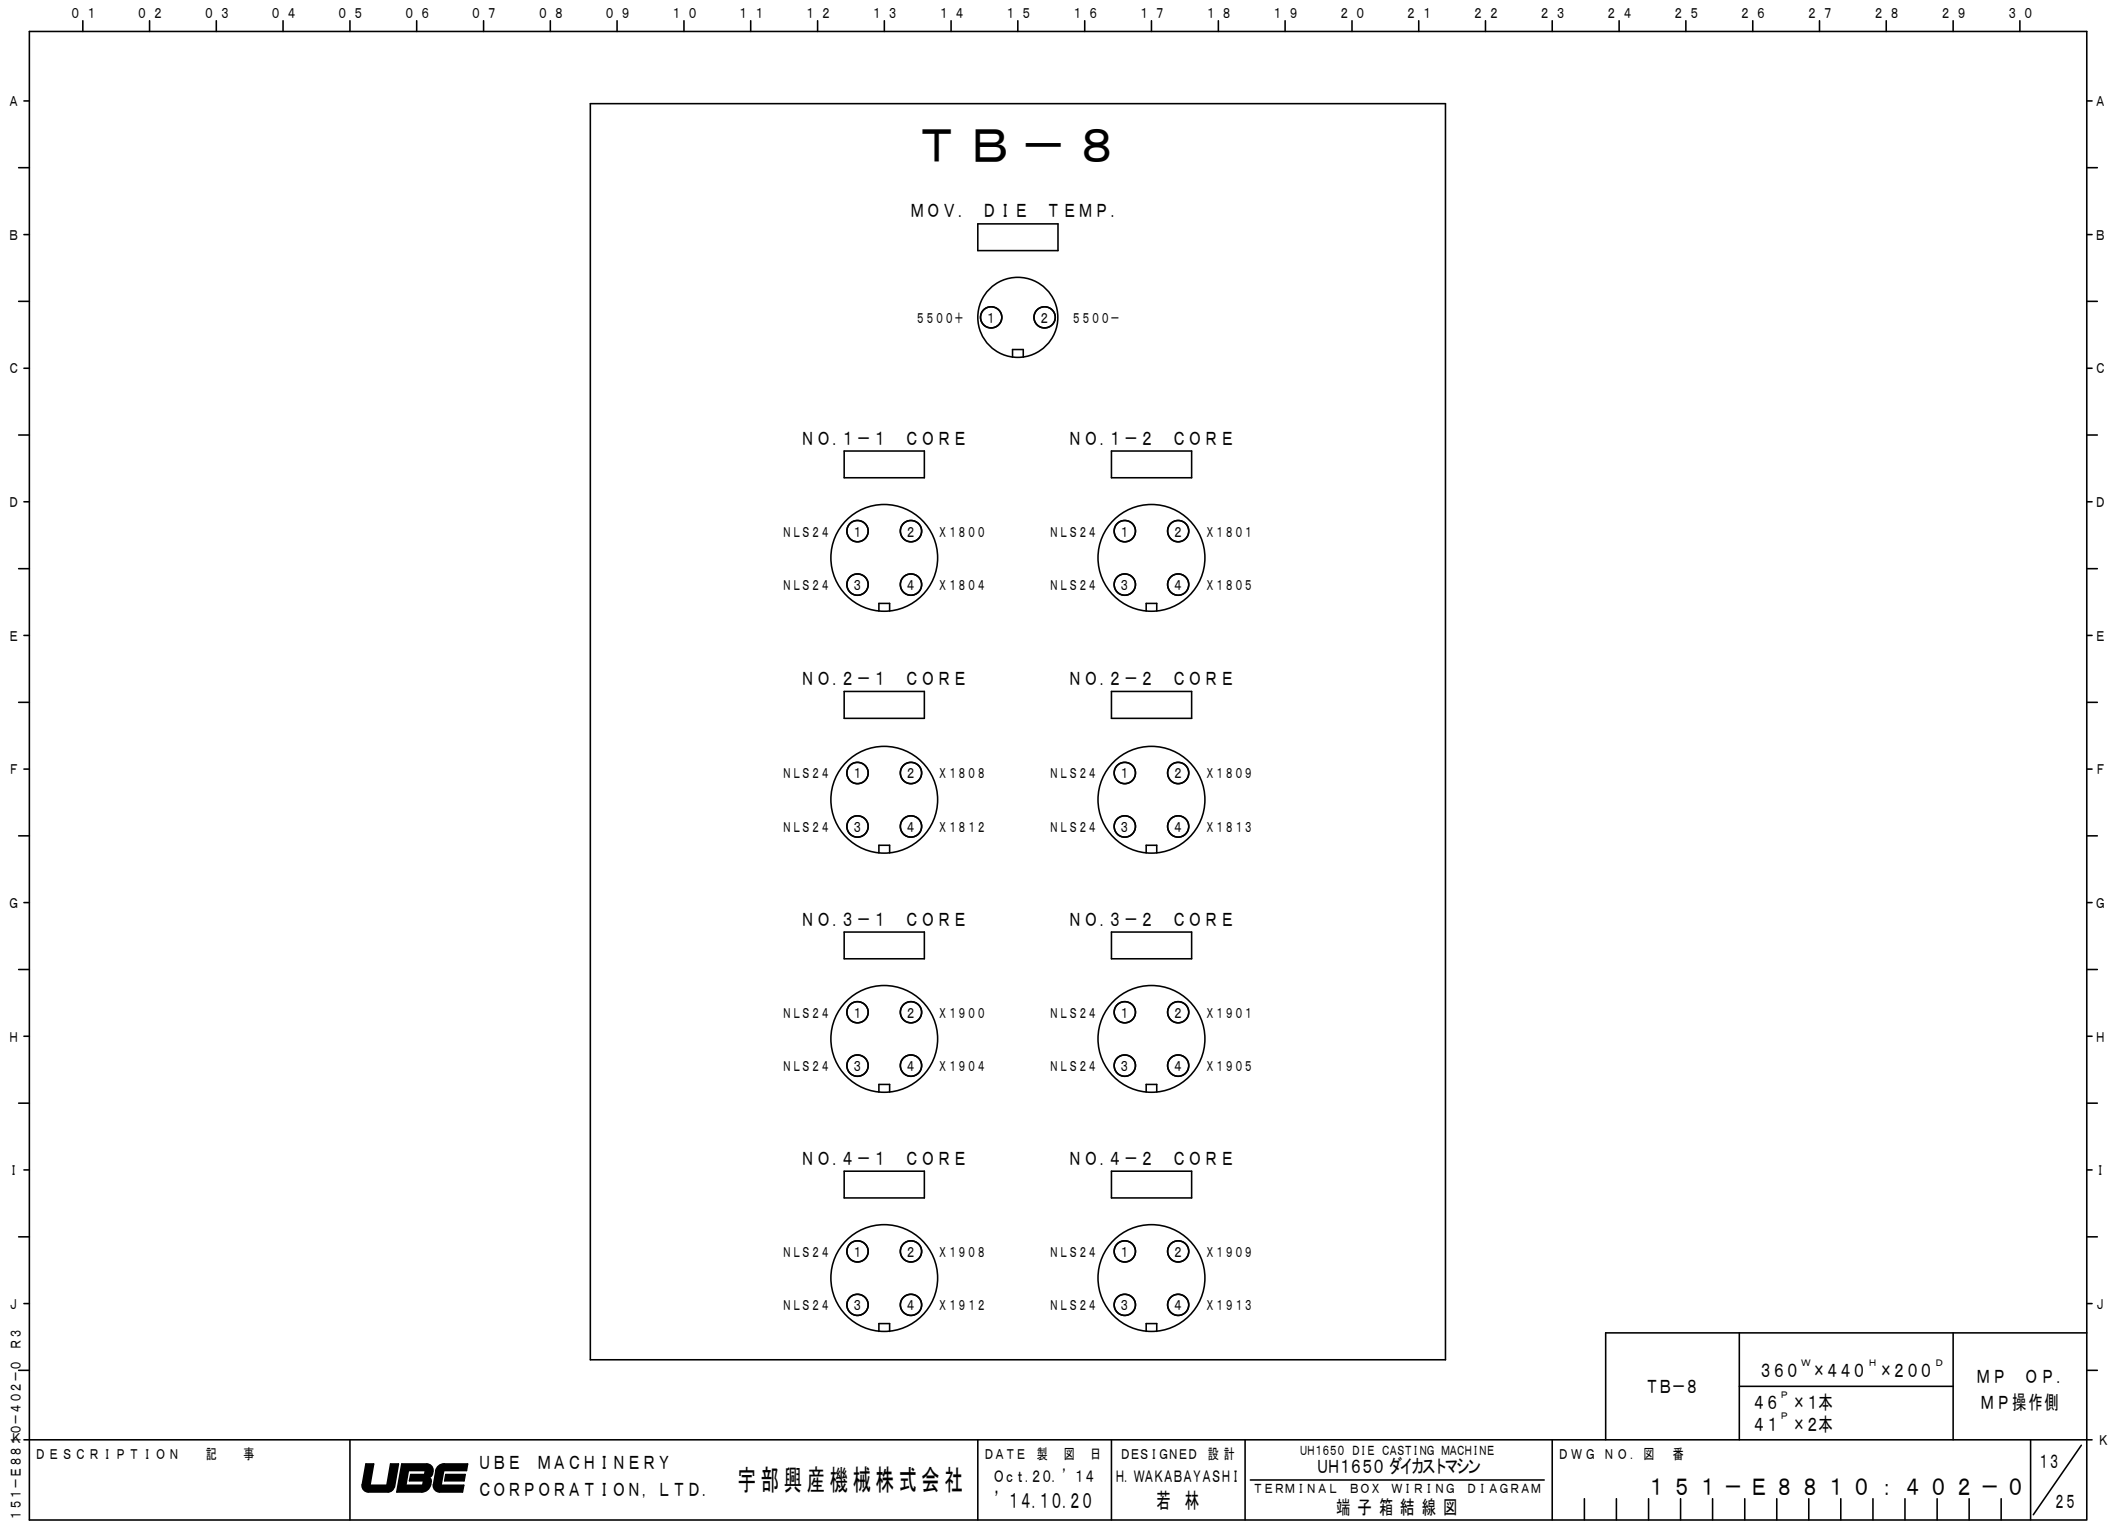 01 02 03 04 05 06 07 08 09 10 11 12 13 14 15 16 17 18 19 20 21 22 23 24 25 26 27 28 29 30
A A
TB-8
MOV. DIE TEMP.
B B
5500+ 1 2 5500-
C C
NO.1-1 CORE NO.1-2 CORE
D D
NLS24 1 2 X1800 NLS24 1 2 X1801
NLS24 3 4 X1804 NLS24 3 4 X1805
E E
NO.2-1 CORE NO.2-2 CORE
F F
NLS24 1 2 X1808 NLS24 1 2 X1809
NLS24 3 4 X1812 NLS24 3 4 X1813
G G
NO.3-1 CORE NO.3-2 CORE
NLS24 1 2 X1900 NLS24 1 2 X1901
H H
NLS24 3 4 X1904 NLS24 3 4 X1905
NO.4-1 CORE NO.4-2 CORE
I I
NLS24 1 2 X1908 NLS24 1 2 X1909
NLS24 3 4 X1912 NLS24 3 4 X1913
J J
TB-8
360W×440H×200D
46P×1本
41P×2本
MP OP.
MP操作側
K K
151-E8810-402-0 R3
DESCRIPTION 記 事
UBE
UBE MACHINERY
CORPORATION, LTD.
宇部興産機械株式会社
DATE 製 図 日
Oct.20.'14
'14.10.20
DESIGNED 設計
H. WAKABAYASHI
若 林
UH1650 DIE CASTING MACHINE
UH1650 ダイカストマシン
TERMINAL BOX WIRING DIAGRAM
端子箱結線図
DWG NO. 図 番
151-E8810:402-0
13
25